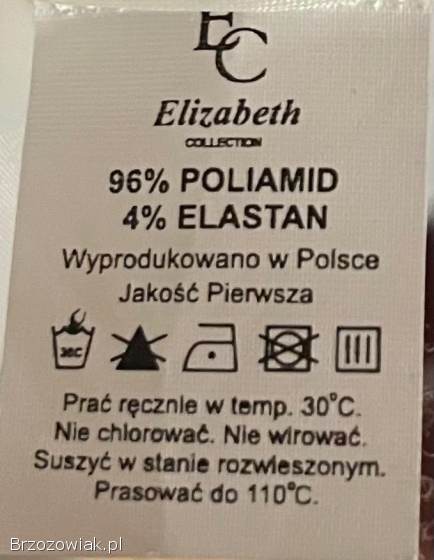 EC
Elizabeth
COLLECTION
96% POLIAMID
4% ELASTAN
Wyprodukowano w Polsce
Jakość Pierwsza
30C
Prać ręcznie w temp. 30°C.
Nie chlorować. Nie wirować.
Suszyć w stanie rozwieszonym.
Prasować do 110°C.
Brzozowiak.pl